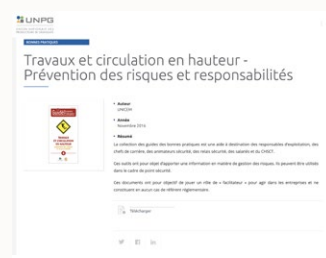 UNPG
BONNES PRATIQUES
Travaux et circulation en hauteur -
Prévention des risques et responsabilités
Auteur
UNICEM
Année
Novembre 2016
Résumé
La collection des guides des bonnes pratiques est une aide à destination des responsables d'exploitation, des
chefs de carrière, des animateurs sécurité, des relais sécurité, des salariés et du CHSCT.
Ces outils ont pour objet d'apporter une information en matière de gestion des risques. Ils peuvent être utilisés
dans le cadre de point sécurité.
Ces documents ont pour objectif de jouer un rôle de « facilitateur » pour agir dans les entreprises et ne
constituent en aucun cas de référent réglementaire.
TRAVAUX
ET CIRCULATION
EN HAUTEUR
Télécharger